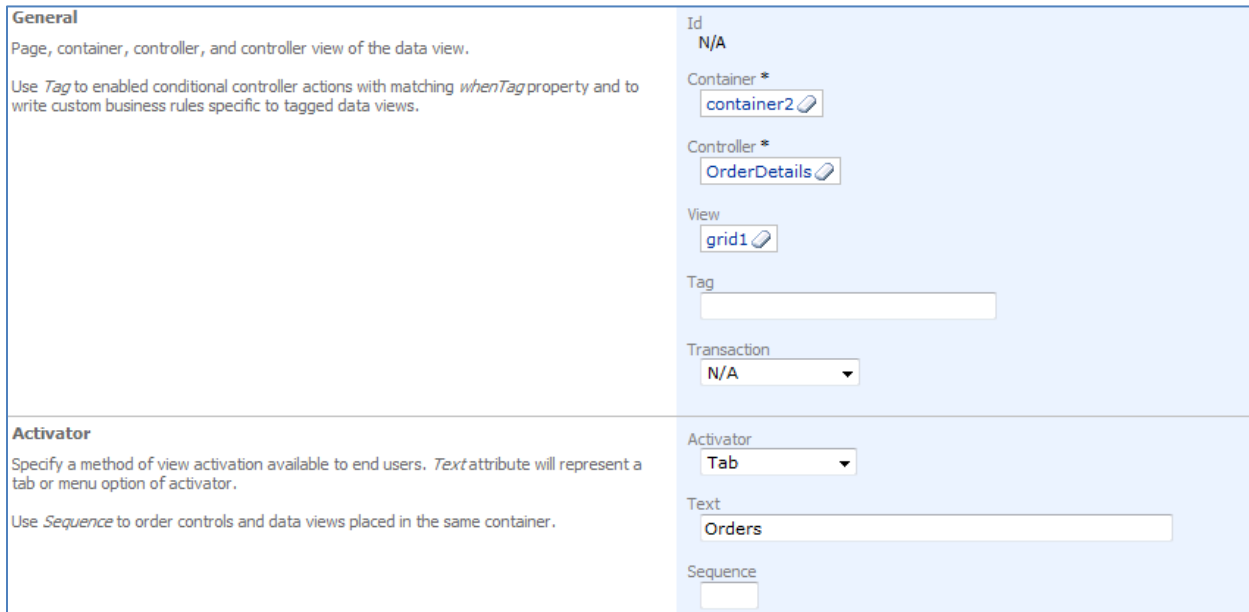 General
Page, container, controller, and controller view of the data view.
Use Tag to enabled conditional controller actions with matching whenTag property and to
write custom business rules specific to tagged data views.
Id
N/A
Container *
container2
Controller *
OrderDetails
View
grid1
Tag
Transaction
N/A
Activator
Specify a method of view activation available to end users. Text attribute will represent a
tab or menu option of activator.
Use Sequence to order controls and data views placed in the same container.
Activator
Tab
Text
Orders
Sequence